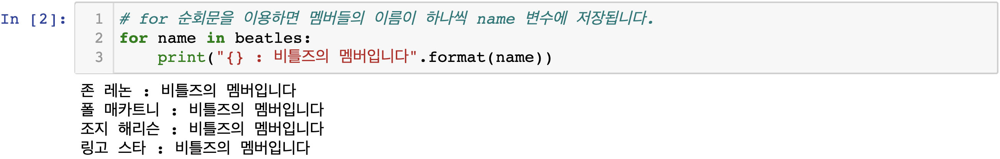 In [2]:
1 # for 순회문을 이용하면 멤버들의 이름이 하나씩 name 변수에 저장됩니다.
2 for name in beatles:
3     print("{} : 비틀즈의 멤버입니다".format(name))
존 레논 : 비틀즈의 멤버입니다
폴 매카트니 : 비틀즈의 멤버입니다
조지 해리슨 : 비틀즈의 멤버입니다
링고 스타 : 비틀즈의 멤버입니다